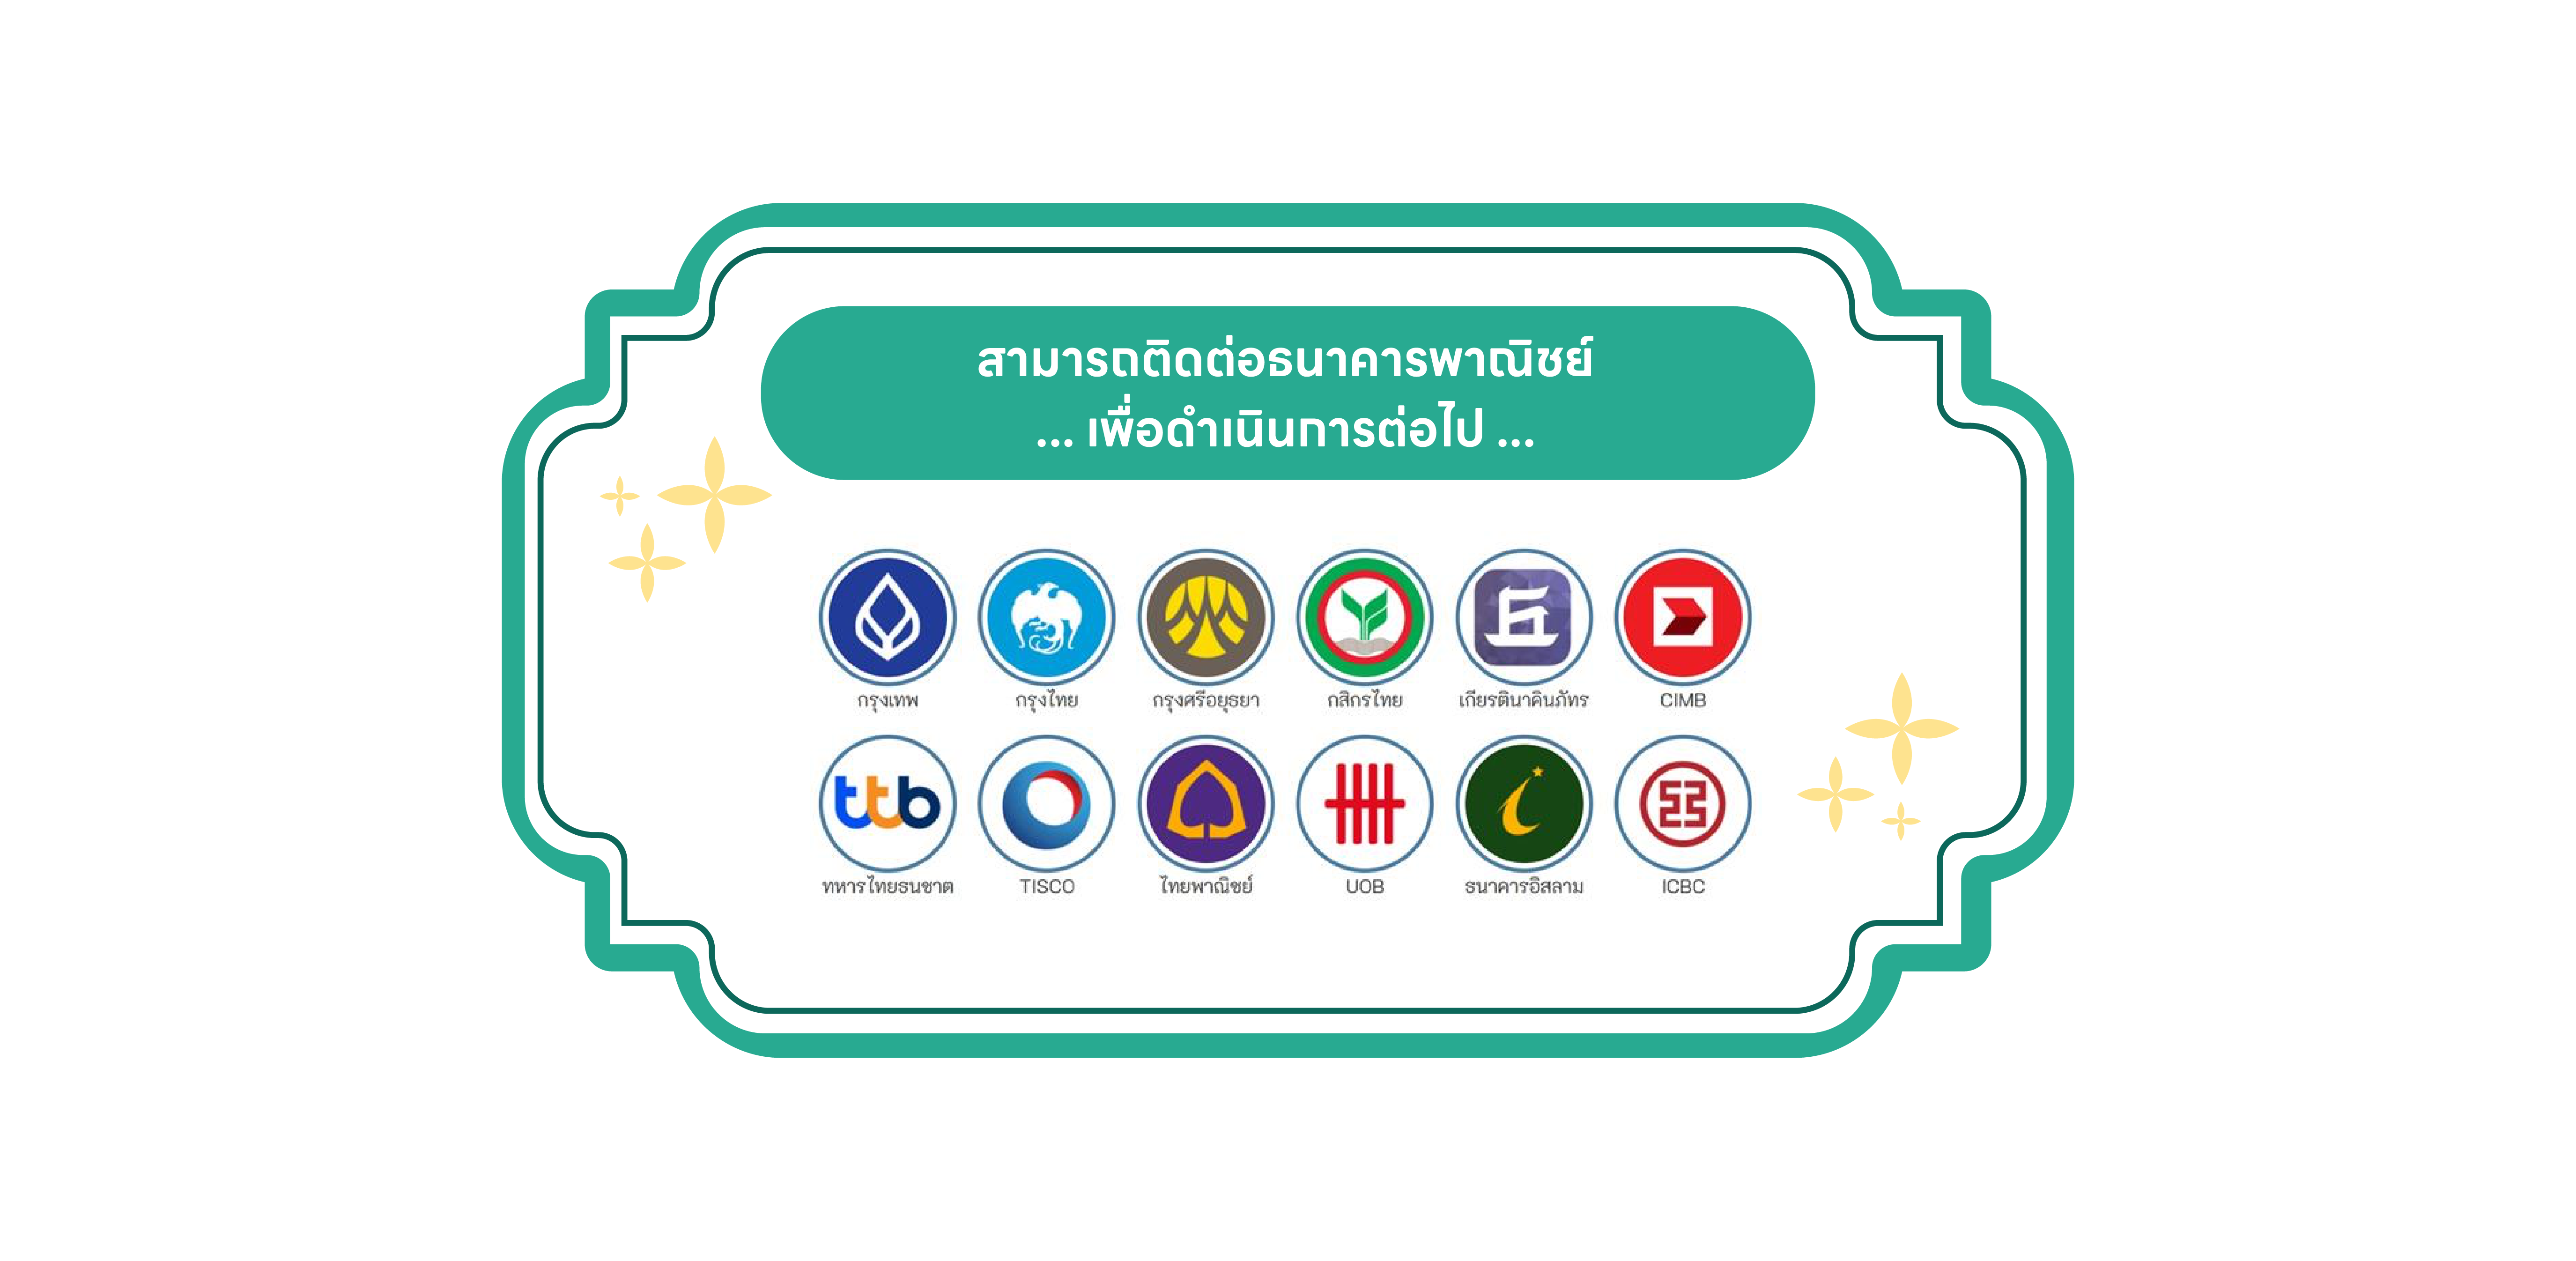 สามารถติดต่อธนาคารพาณิชย์
... เพื่อดำเนินการต่อไป ...
กรุงเทพ กรุงไทย กรุงศรีอยุธยา กสิกรไทย เกียรตินาคินภัทร CIMB
ttb
ทหารไทยธนชาต TISCO ไทยพาณิชย์ UOB ธนาคารอิสลาม ICBC